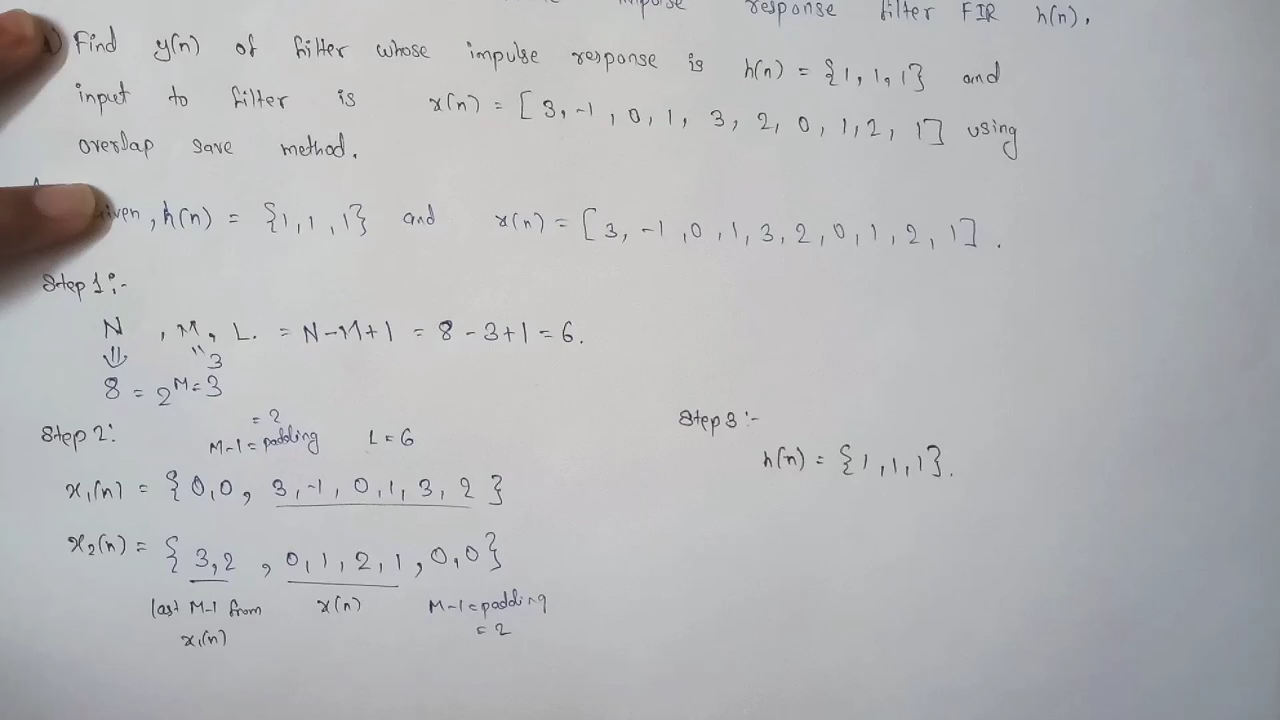 response filter FIR h(n).
Find y(n) of filter whose impulse response is h(n) = {1, 1, 1} and
input to filter is x(n) = [3, -1, 0, 1, 3, 2, 0, 1, 2, 1] using
overlap save method.
Given, h(n) = {1, 1, 1} and x(n) = [3, -1, 0, 1, 3, 2, 0, 1, 2, 1].
Step 1:-
N , M, L. = N-M+1 = 8-3+1 = 6.
⇓ " 3
8 = 2^M=3
Step 2: M-1 = padding = 2 L = 6
x₁(n) = {0,0, 3, -1, 0, 1, 3, 2}
x₂(n) = {3,2, 0, 1, 2, 1, 0,0}
last M-1 from x₁(n)
x(n)
M-1 = padding = 2
Step 3:-
h(n) = {1, 1, 1}.